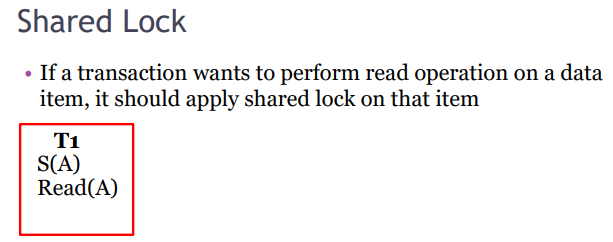 Shared Lock
• If a transaction wants to perform read operation on a data
item, it should apply shared lock on that item
T1
S(A)
Read(A)